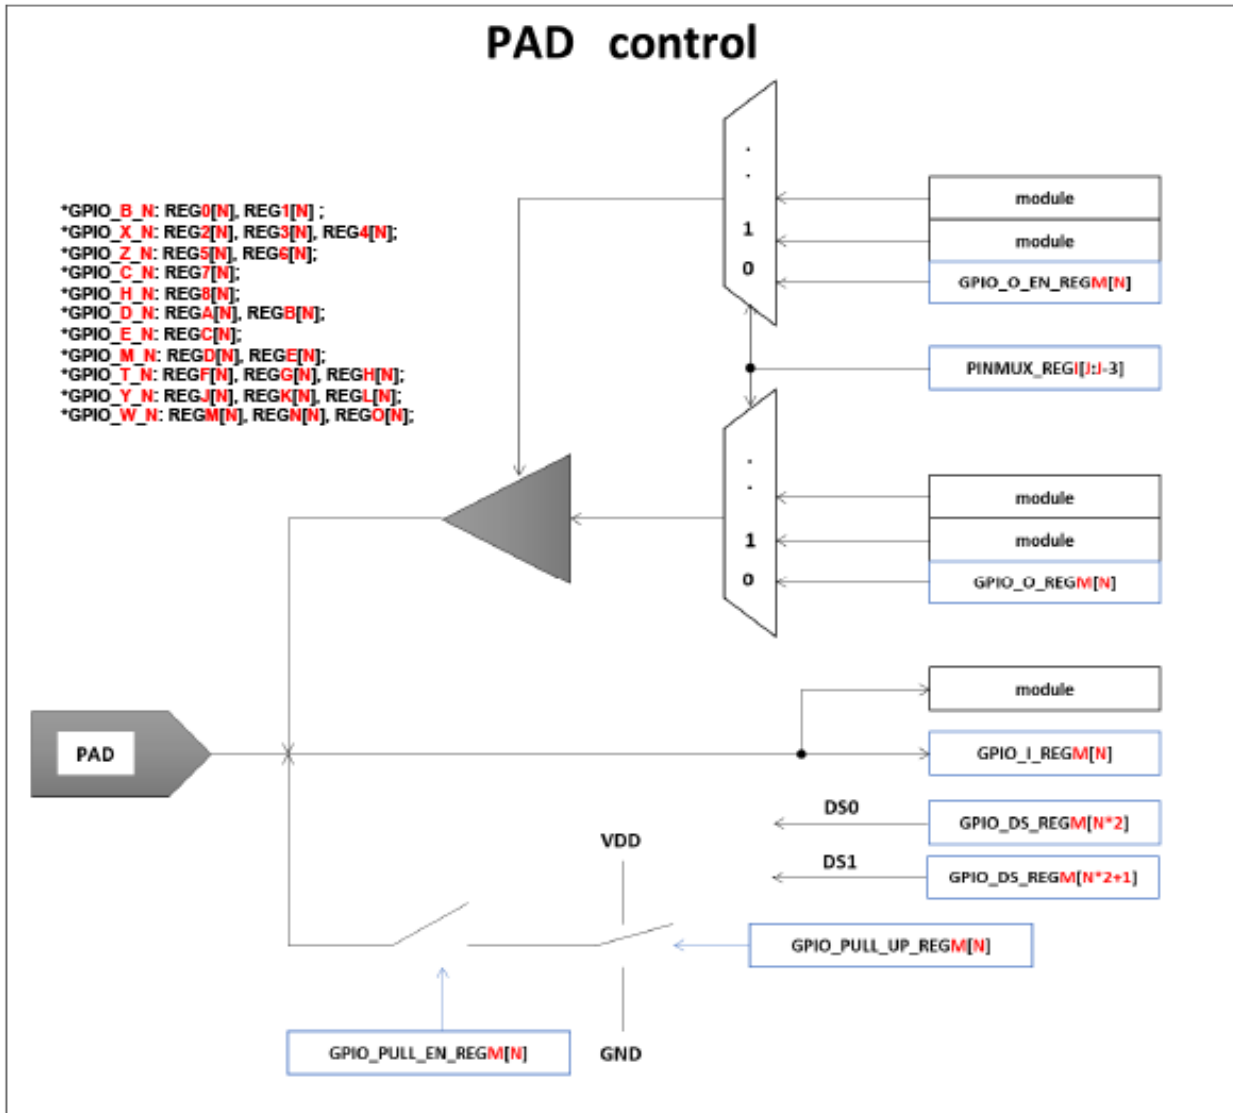 PAD control
*GPIO_B_N: REG0[N], REG1[N] ;
*GPIO_X_N: REG2[N], REG3[N], REG4[N];
*GPIO_Z_N: REG5[N], REG6[N];
*GPIO_C_N: REG7[N];
*GPIO_H_N: REG8[N];
*GPIO_D_N: REGA[N], REGB[N];
*GPIO_E_N: REGC[N];
*GPIO_M_N: REGD[N], REGE[N];
*GPIO_T_N: REGF[N], REGG[N], REGH[N];
*GPIO_Y_N: REGJ[N], REGK[N], REGL[N];
*GPIO_W_N: REGM[N], REGN[N], REGO[N];
.
.
1
0
module
module
GPIO_O_EN_REGM[N]
PINMUX_REGI[J:J-3]
.
.
1
0
module
module
GPIO_O_REGM[N]
module
PAD
GPIO_I_REGM[N]
DS0
GPIO_DS_REGM[N*2]
VDD
DS1
GPIO_DS_REGM[N*2+1]
GPIO_PULL_UP_REGM[N]
GPIO_PULL_EN_REGM[N]
GND